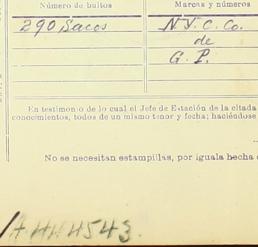 Número de bultos Marcas y números
290 Sacos N.Y.C.Co.
de
G. P.
En testimonio de lo cual el Jefe de Estación de la citada
conocimientos, todos de un mismo tenor y fecha; haciéndose
No se necesitan estampillas, por iguala hecha
4543.